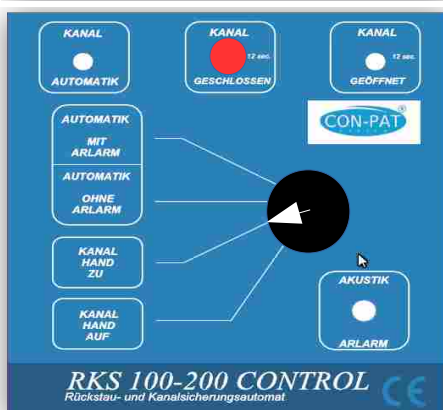 KANAL
AUTOMATIK
KANAL
12 sec.
GESCHLOSSEN
KANAL
12 sec.
GEÖFFNET
CON-PAT
AUTOMATIK
MIT
ARLARM
AUTOMATIK
OHNE
ARLARM
KANAL
HAND
ZU
KANAL
HAND
AUF
AKUSTIK
ARLARM
RKS 100-200 CONTROL
Rückstau- und Kanalsicherungsautomat
CE